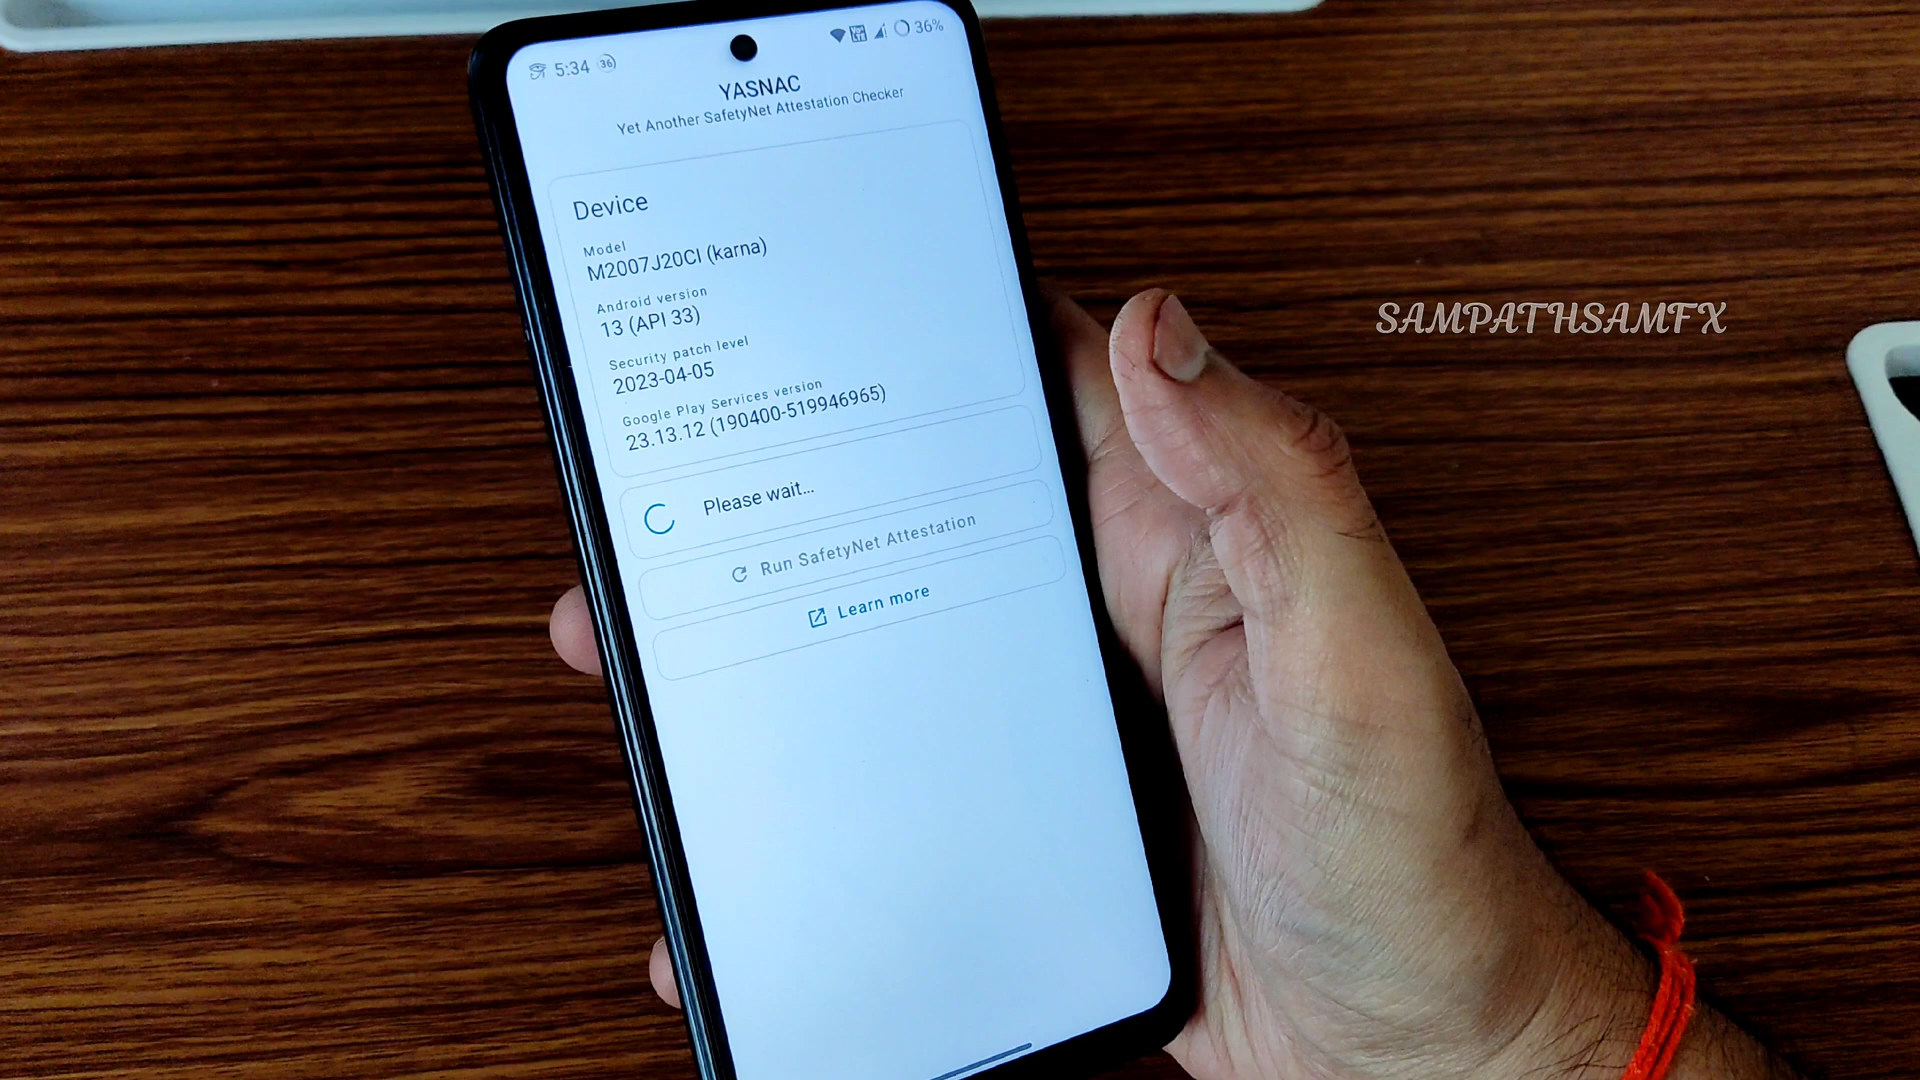 5:34 36
VoLTE 36%
YASNAC
Yet Another SafetyNet Attestation Checker
Device
Model
M2007J20CI (karna)
Android version
13 (API 33)
Security patch level
2023-04-05
Google Play Services version
23.13.12 (190400-519946965)
Please wait...
Run SafetyNet Attestation
Learn more
SAMPATHSAMFX